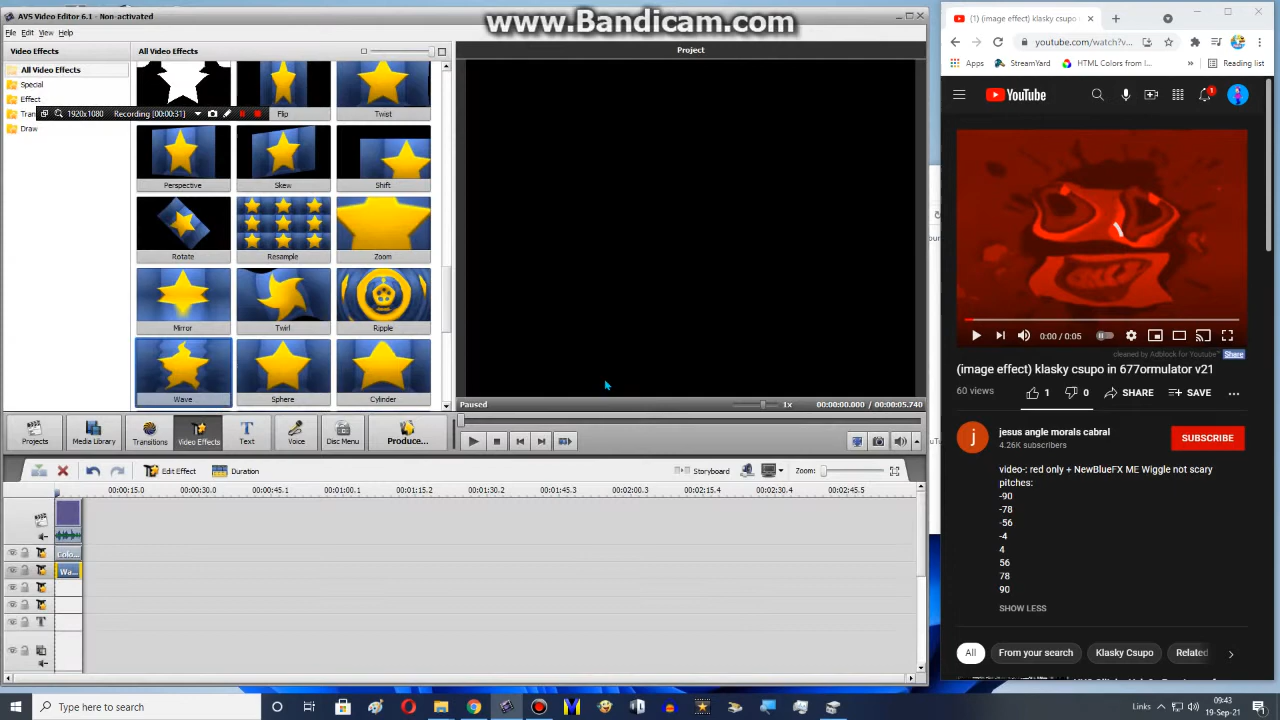 AVS Video Editor 6.1 - Non-activated
www.Bandicam.com
File Edit View Help
Video Effects
All Video Effects
Project
All Video Effects
Special
Effect
Draw
1920x1080 Recording [00:00:31]
Flip
Twist
Perspective
Skew
Shift
Rotate
Resample
Zoom
Mirror
Twirl
Ripple
Wave
Sphere
Cylinder
Paused
1x
00:00:00.000 / 00:00:05.740
Projects
Media Library
Transitions
Video Effects
Text
Voice
Disc Menu
Produce...
Edit Effect
Duration
Storyboard
Zoom:
00:00:15.0 00:00:30.0 00:00:45.1 00:01:00.1 00:01:15.2 00:01:30.2 00:01:45.3 00:02:00.3 00:02:15.4 00:02:30.4 00:02:45.5
Colo...
Wa...
T
(1) (image effect) klasky csupo
youtube.com/watch?v...
Apps
StreamYard
HTML Colors from I...
»
Reading list
YouTube
1
0:00 / 0:05
cleaned by Adblock for Youtube™ Share
(image effect) klasky csupo in 677ormulator v21
60 views
1
0
SHARE
SAVE
j
jesus angle morals cabral
4.26K subscribers
SUBSCRIBE
video-: red only + NewBlueFX ME Wiggle not scary
pitches:
-90
-78
-56
-4
4
56
78
90
SHOW LESS
All
From your search
Klasky Csupo
Related
Type here to search
Links
09:43
19-Sep-21